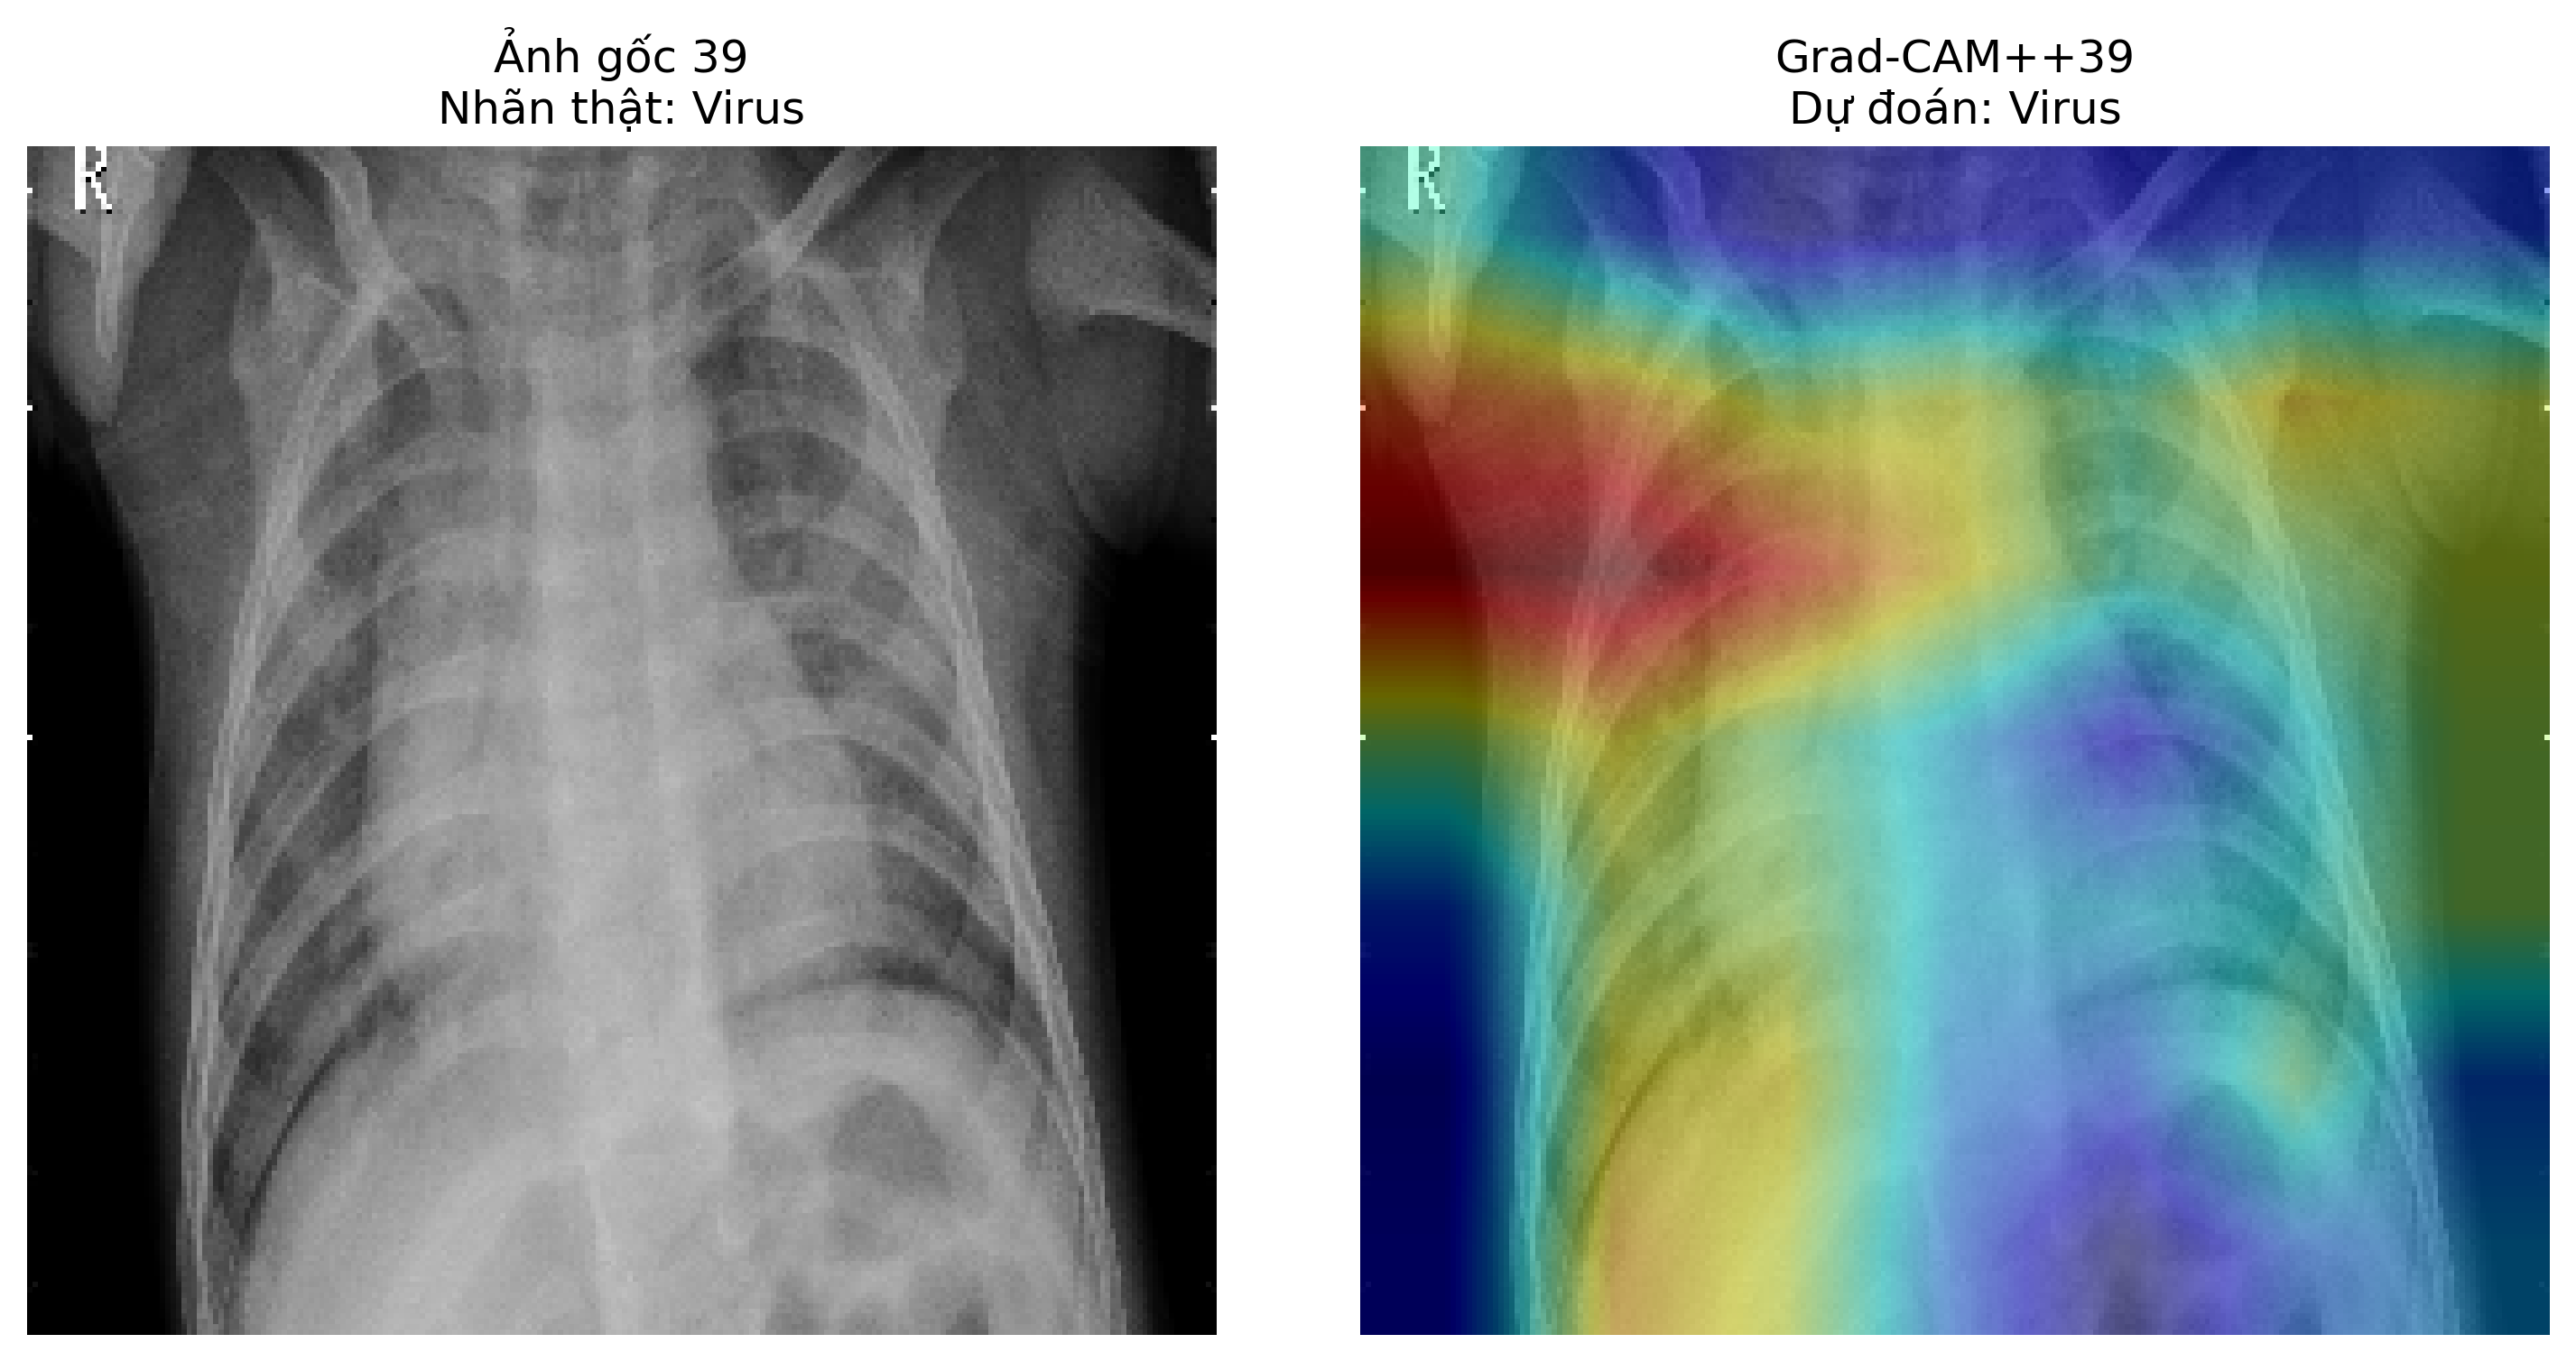 Ảnh gốc 39
Nhãn thật: Virus
Grad-CAM++39
Dự đoán: Virus
R
R